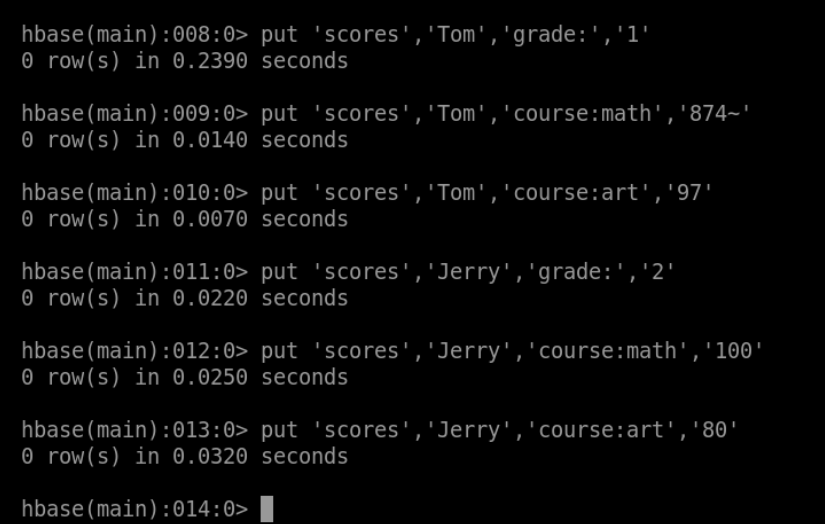 hbase(main):008:0> put 'scores','Tom','grade:','1'
0 row(s) in 0.2390 seconds
hbase(main):009:0> put 'scores','Tom','course:math','874~'
0 row(s) in 0.0140 seconds
hbase(main):010:0> put 'scores','Tom','course:art','97'
0 row(s) in 0.0070 seconds
hbase(main):011:0> put 'scores','Jerry','grade:','2'
0 row(s) in 0.0220 seconds
hbase(main):012:0> put 'scores','Jerry','course:math','100'
0 row(s) in 0.0250 seconds
hbase(main):013:0> put 'scores','Jerry','course:art','80'
0 row(s) in 0.0320 seconds
hbase(main):014:0>